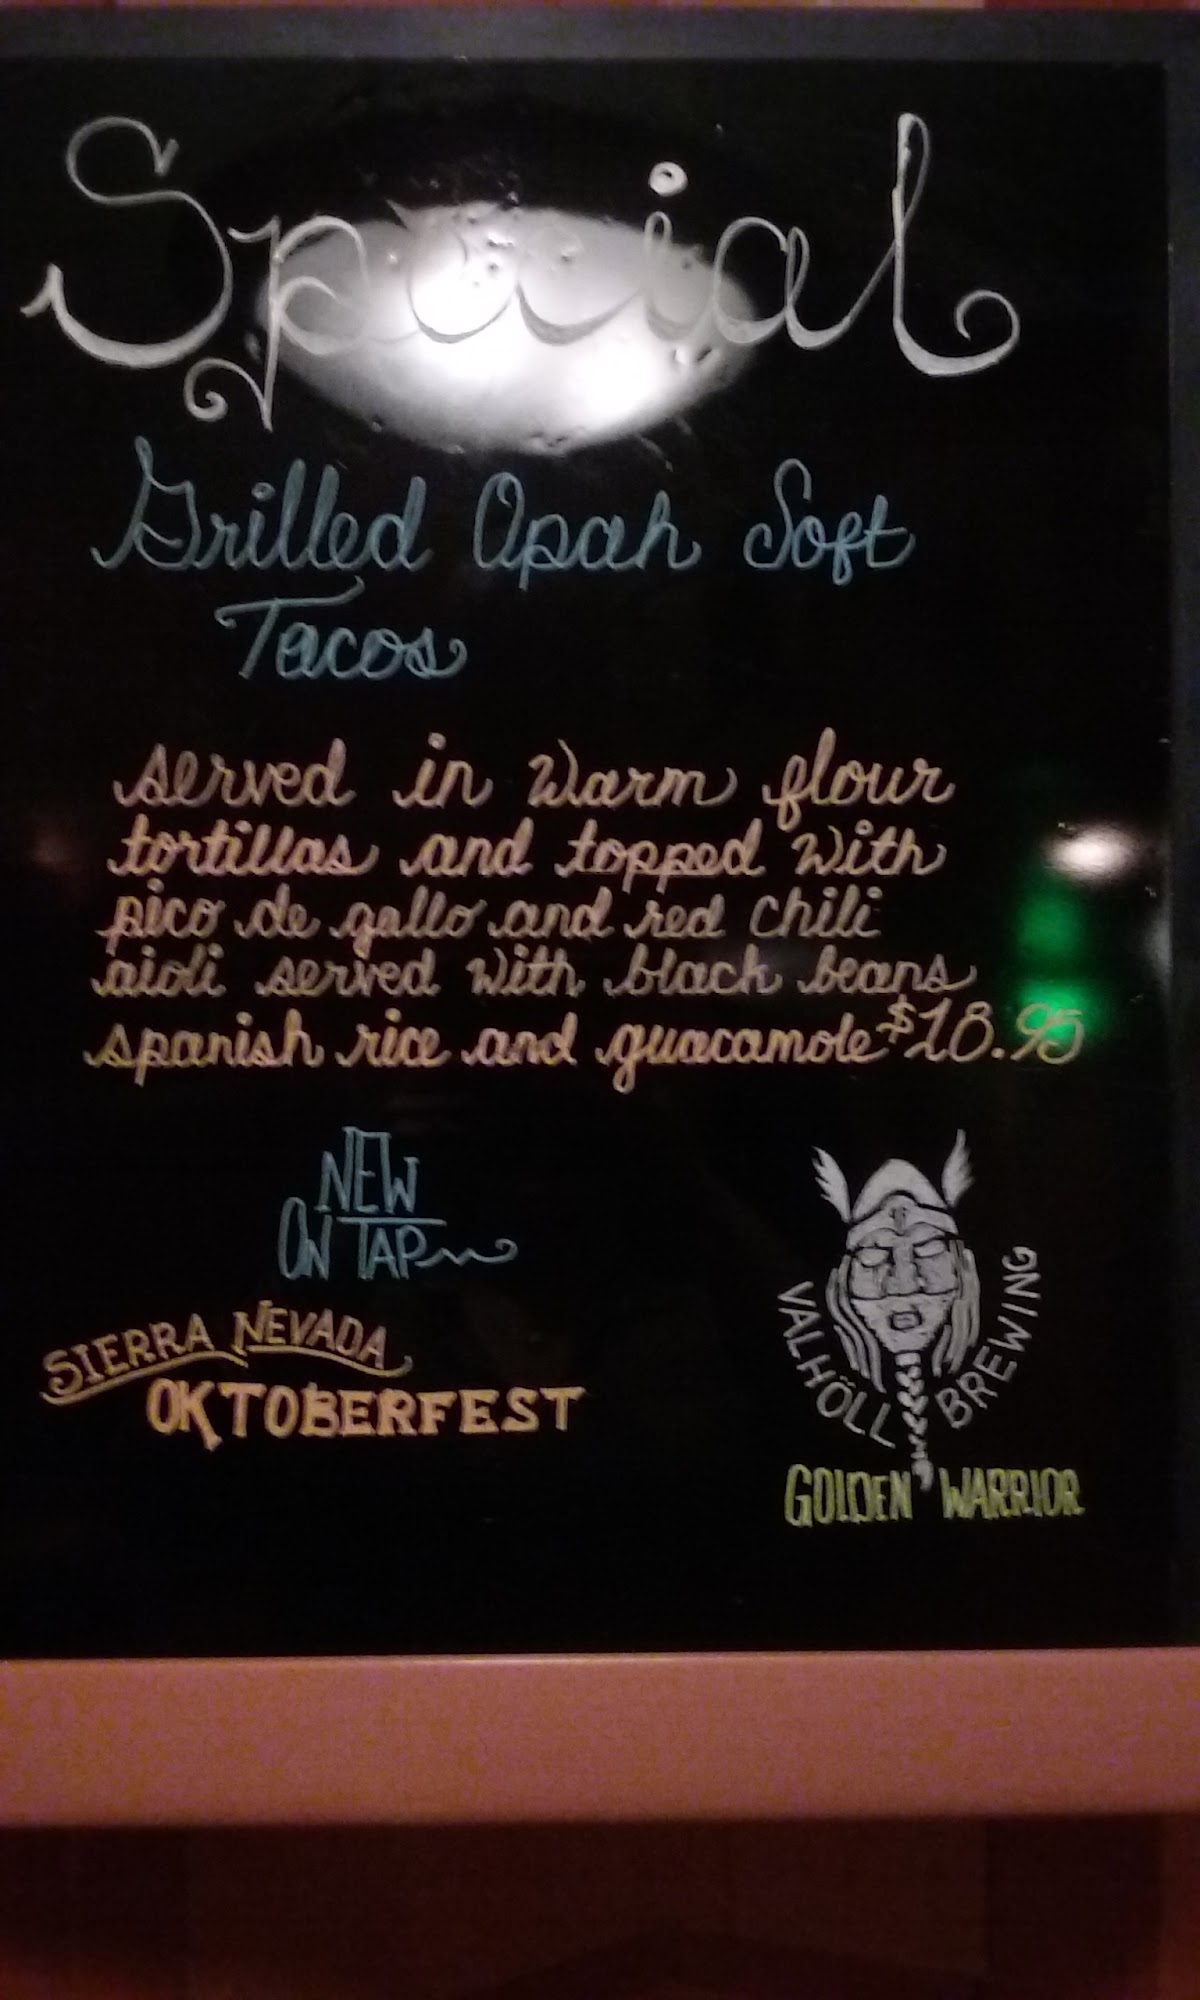 Special
Grilled Opah Soft
Tacos
served in warm flour
tortillas and topped with
pico de gallo and red chili
aioli served with black beans
spanish rice and guacamole $18.95
NEW
ON TAP
SIERRA NEVADA
OKTOBERFEST
VALHÖLL BREWING
GOLDEN WARRIOR